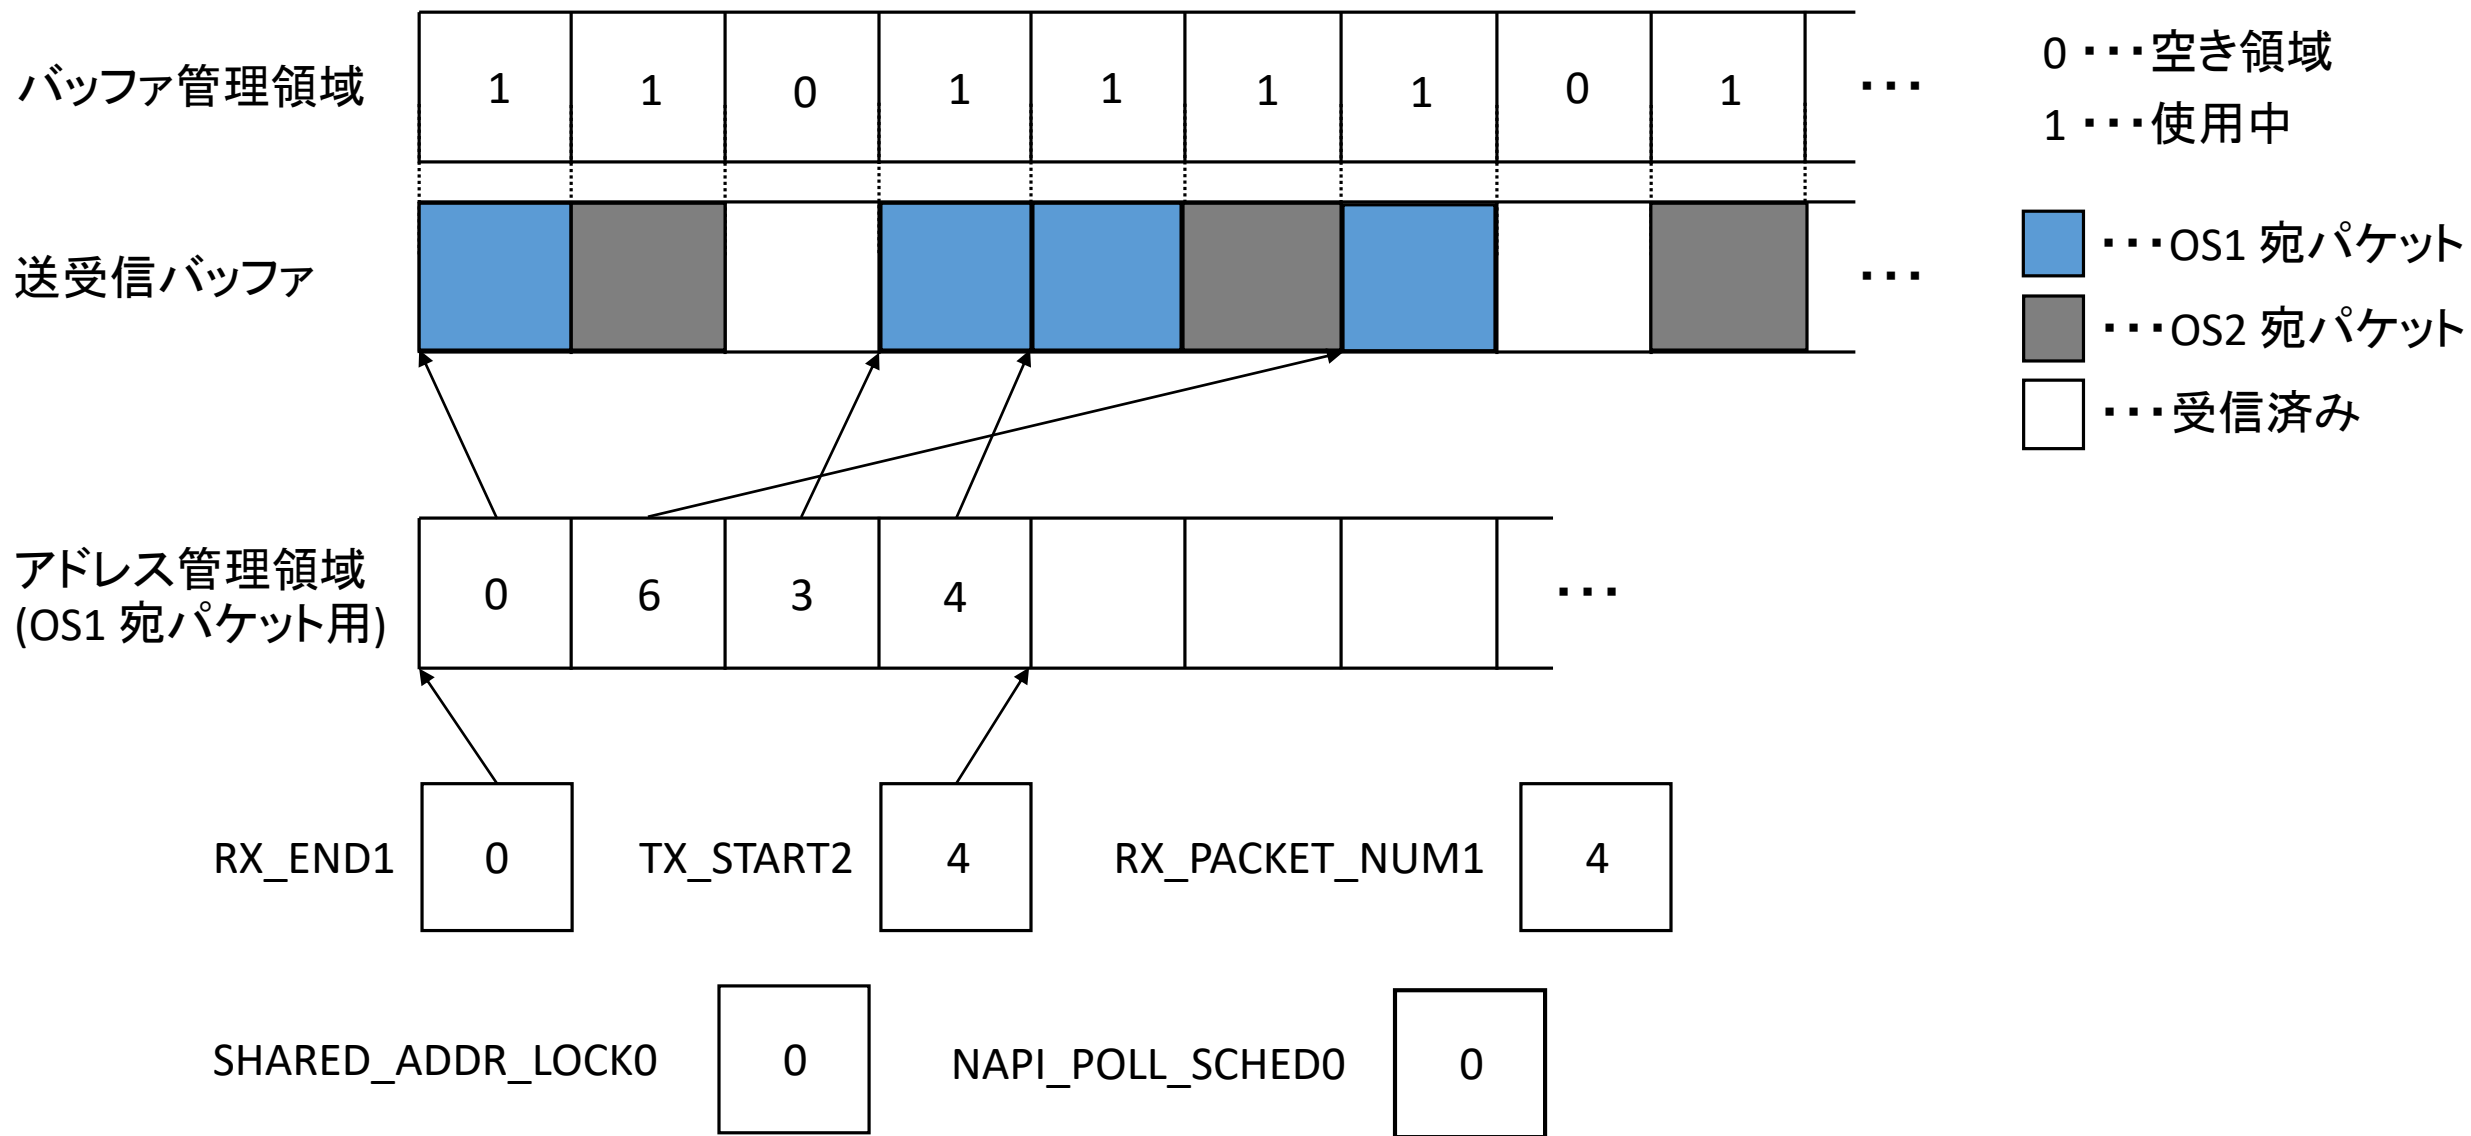 バッファ管理領域 1 1 0 1 1 1 1 0 1 ・・・
0 ・・・空き領域
1 ・・・使用中
送受信バッファ ・・・
・・・OS1 宛パケット
・・・OS2 宛パケット
・・・受信済み
アドレス管理領域
(OS1 宛パケット用)
0 6 3 4 ・・・
RX_END1 0 TX_START2 4 RX_PACKET_NUM1 4
SHARED_ADDR_LOCK0 0 NAPI_POLL_SCHED0 0